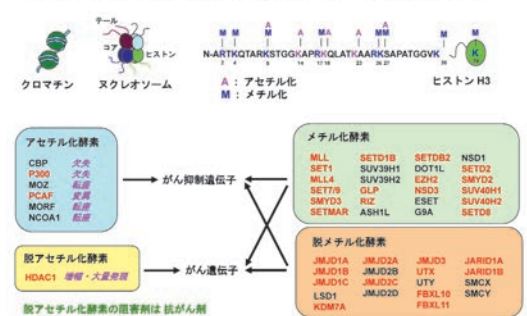 テール
コア
ヒストン
クロマチン
ヌクレオソーム
A A
M M M A M A A M M M M
N-ARTKQTARKSTGGKAPRKQLATKAARKSAPATGGVK K
14 17 18 23 26 27
A : アセチル化
M : メチル化
ヒストン H3
アセチル化酵素
CBP 欠失
P300 欠失
MOZ 転座
PCAF 変異
MORF 転座
NCOA1 転座
がん抑制遺伝子
メチル化酵素
MLL SETD1B SETDB2 NSD1
SET1 SUV39H1 DOT1L SETD2
MLL4 SUV39H2 EZH2 SMYD2
SET7/9 GLP NSD3 SUV40H1
SMYD3 RIZ ESET SUV40H2
SETMAR ASH1L G9A SETD8
脱アセチル化酵素
HDAC1 増幅・大量発現
がん遺伝子
脱アセチル化酵素の阻害剤は 抗がん剤
脱メチル化酵素
JMJD1A JMJD2A JMJD3 JARID1A
JMJD1B JMJD2B UTX JARID1B
JMJD1C JMJD2C UTY SMCX
LSD1 JMJD2D FBXL10 SMCY
KDM7A FBXL11